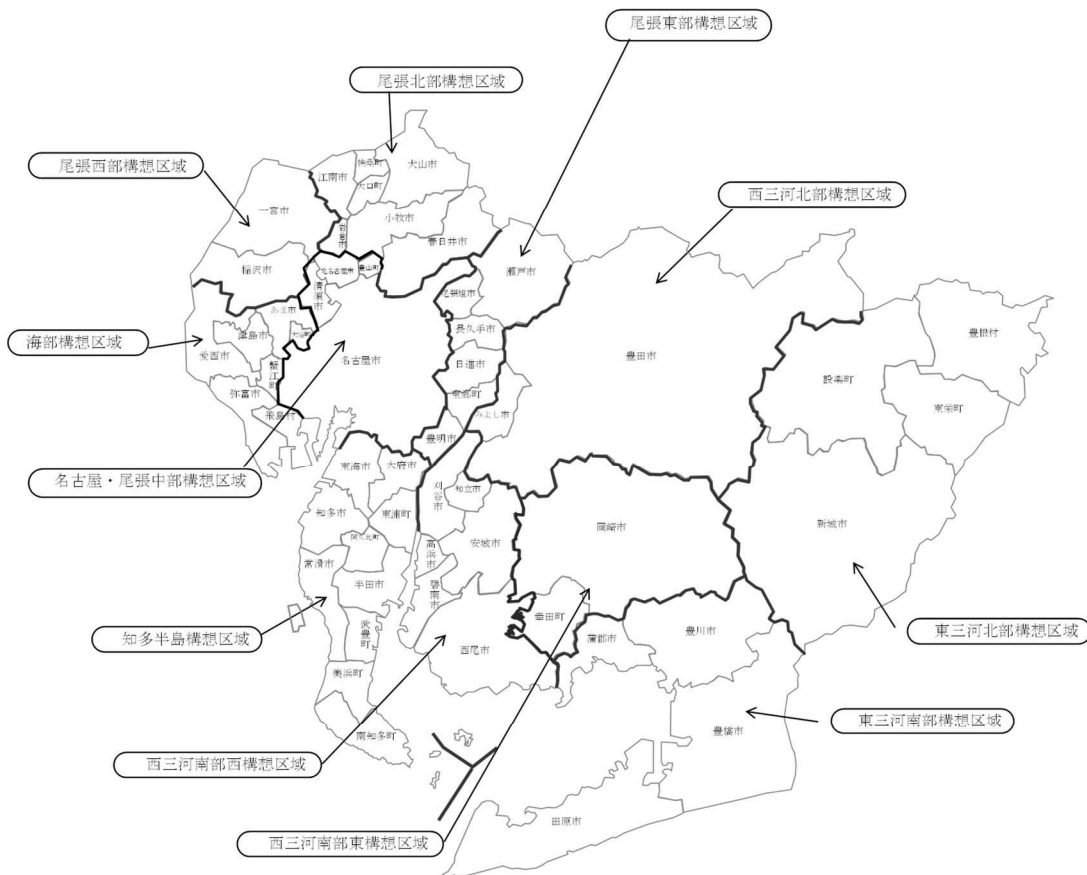 尾張東部構想区域
尾張北部構想区域
尾張西部構想区域
西三河北部構想区域
海部構想区域
名古屋・尾張中部構想区域
知多半島構想区域
西三河南部西構想区域
西三河南部東構想区域
東三河北部構想区域
東三河南部構想区域
犬山市
扶桑町
江南市
大口町
一宮市
小牧市
岩倉市
春日井市
稲沢市
北名古屋市
豊山町
瀬戸市
清須市
尾張旭市
あま市
津島市
大治町
長久手市
愛西市
名古屋市
日進市
蟹江町
弥富市
東郷町
みよし市
飛島村
豊明市
豊田市
豊根村
設楽町
東栄町
東海市
大府市
刈谷市
知立市
知多市
東浦町
岡崎市
新城市
阿久比町
安城市
高浜市
常滑市
半田市
碧南市
幸田町
豊川市
蒲郡市
武豊町
西尾市
美浜町
南知多町
豊橋市
田原市